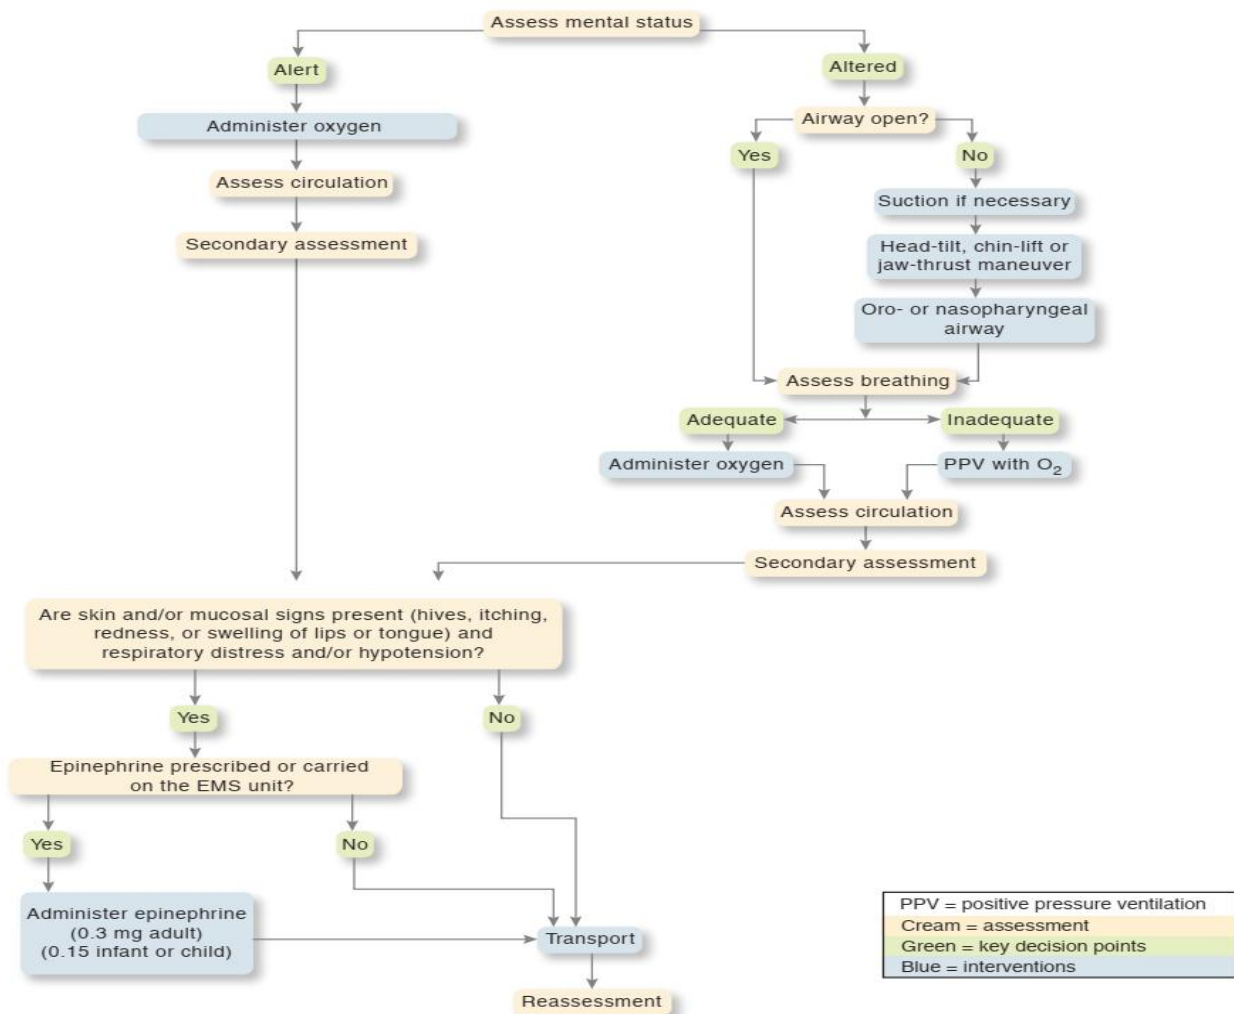 Assess mental status
Alert
Altered
Administer oxygen
Airway open?
Yes
No
Assess circulation
Suction if necessary
Secondary assessment
Head-tilt, chin-lift or
jaw-thrust maneuver
Oro- or nasopharyngeal
airway
Assess breathing
Adequate
Inadequate
Administer oxygen
PPV with O2
Assess circulation
Secondary assessment
Are skin and/or mucosal signs present (hives, itching,
redness, or swelling of lips or tongue) and
respiratory distress and/or hypotension?
Yes
No
Epinephrine prescribed or carried
on the EMS unit?
Yes
No
Administer epinephrine
(0.3 mg adult)
(0.15 infant or child)
Transport
Reassessment
PPV = positive pressure ventilation
Cream = assessment
Green = key decision points
Blue = interventions